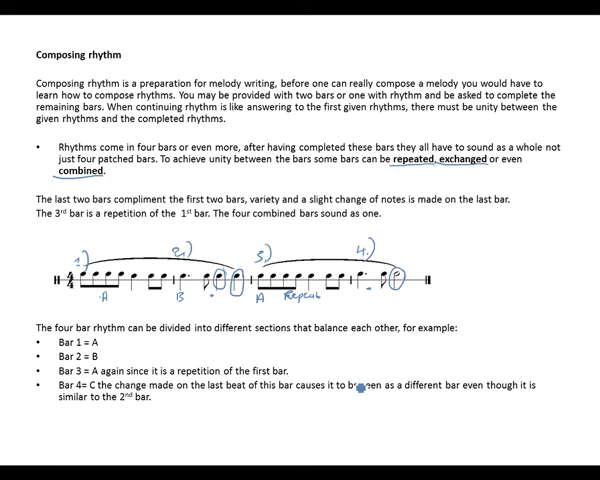 Composing rhythm
Composing rhythm is a preparation for melody writing, before one can really compose a melody you would have to
learn how to compose rhythms. You may be provided with two bars or one with rhythm and be asked to complete the
remaining bars. When continuing rhythm is like answering to the first given rhythms, there must be unity between the
given rhythms and the completed rhythms.
• Rhythms come in four bars or even more, after having completed these bars they all have to sound as a whole not
just four patched bars. To achieve unity between the bars some bars can be repeated, exchanged or even
combined.
The last two bars compliment the first two bars, variety and a slight change of notes is made on the last bar.
The 3rd bar is a repetition of the 1st bar. The four combined bars sound as one.
1.) 2.) 3.) 4.)
4
4
A B A Repeat
The four bar rhythm can be divided into different sections that balance each other, for example:
• Bar 1 = A
• Bar 2 = B
• Bar 3 = A again since it is a repetition of the first bar.
• Bar 4= C the change made on the last beat of this bar causes it to as a different bar even though it is
similar to the 2nd bar.